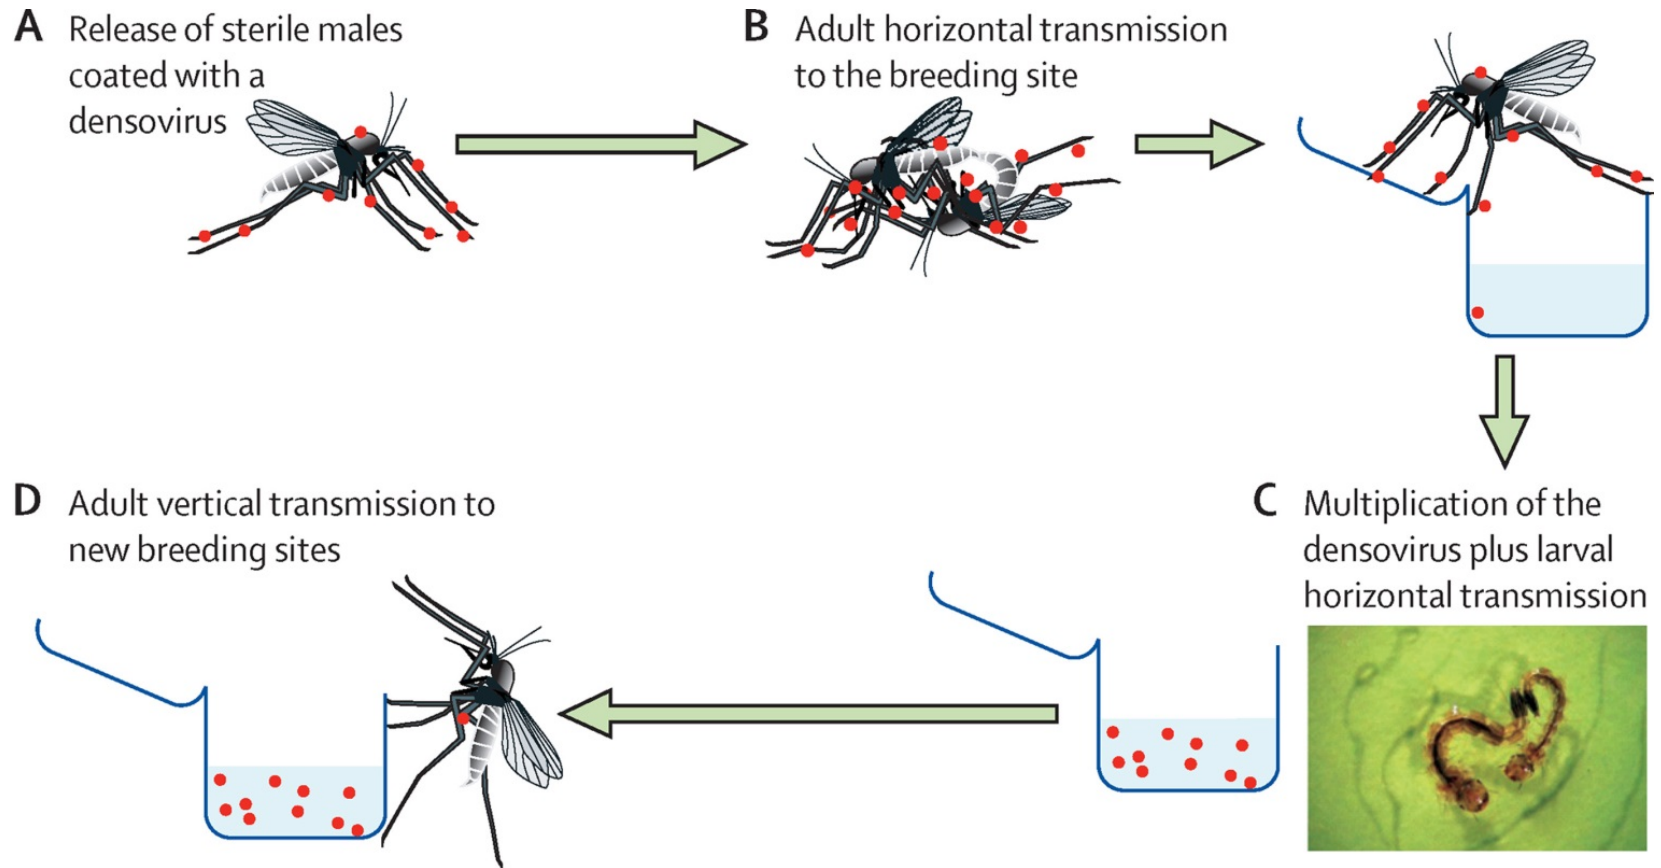 A Release of sterile males
coated with a
densovirus
B Adult horizontal transmission
to the breeding site
C Multiplication of the
densovirus plus larval
horizontal transmission
D Adult vertical transmission to
new breeding sites